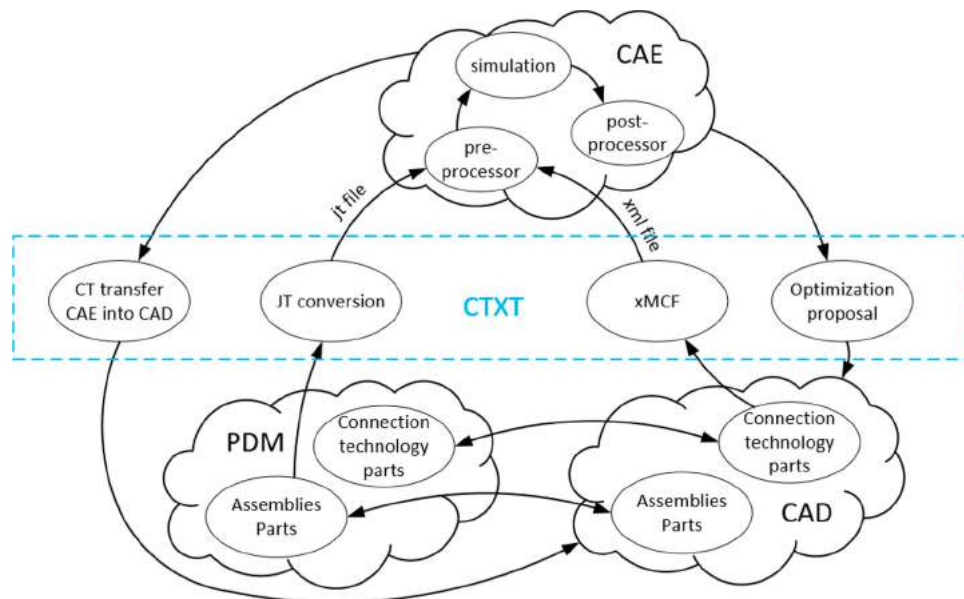 CAE
simulation
post-
processor
pre-
processor
jt file
xml file
CT transfer
CAE into CAD
JT conversion
CTXT
xMCF
Optimization
proposal
PDM
Connection
technology
parts
Assemblies
Parts
Connection
technology
parts
Assemblies
Parts
CAD